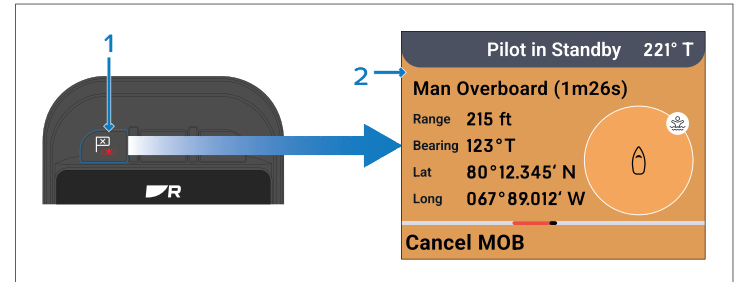 1
2
R
Pilot in Standby 221° T
Man Overboard (1m26s)
Range 215 ft
Bearing 123°T
Lat 80°12.345' N
Long 067°89.012' W
Cancel MOB